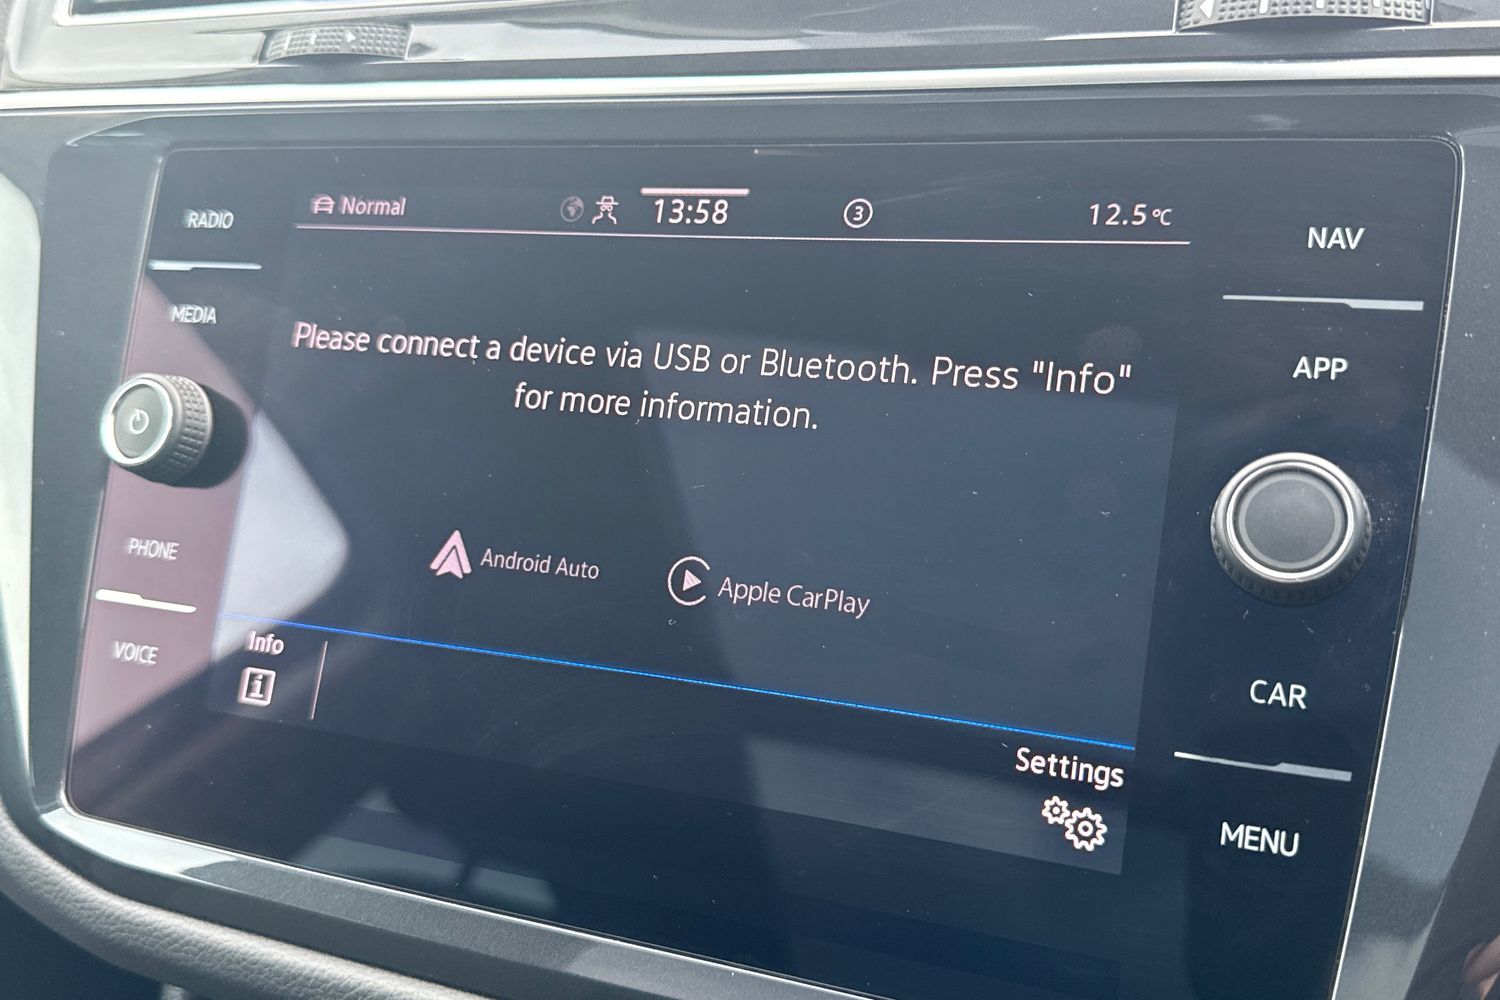 RADIO
MEDIA
PHONE
VOICE
Normal
13:58
3
12.5°C
Please connect a device via USB or Bluetooth. Press "Info"
for more information.
Android Auto
Apple CarPlay
Info
i
Settings
NAV
APP
CAR
MENU